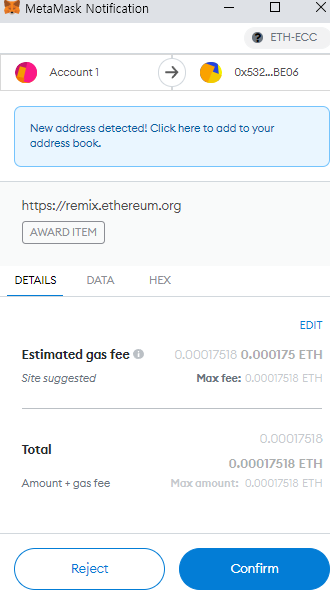 MetaMask Notification
ETH-ECC
Account 1
0x532...BE06
New address detected! Click here to add to your
address book.
https://remix.ethereum.org
AWARD ITEM
DETAILS DATA HEX
EDIT
Estimated gas fee 0.00017518 0.000175 ETH
Site suggested Max fee: 0.00017518 ETH
0.00017518
Total
0.00017518 ETH
Amount + gas fee Max amount: 0.00017518 ETH
Reject Confirm